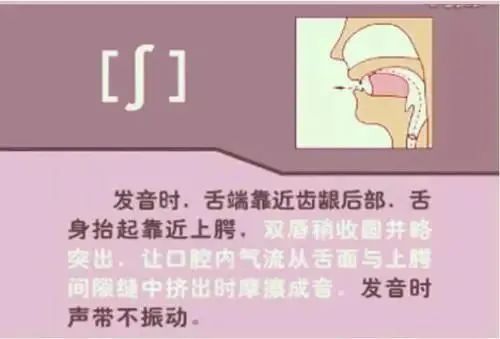 [ʃ]
发音时，舌端靠近齿龈后部，舌
身抬起靠近上腭，双唇稍收圆并略
突出，让口腔内气流从舌面与上腭
间隙缝中挤出时摩擦成音。发音时
声带不振动。